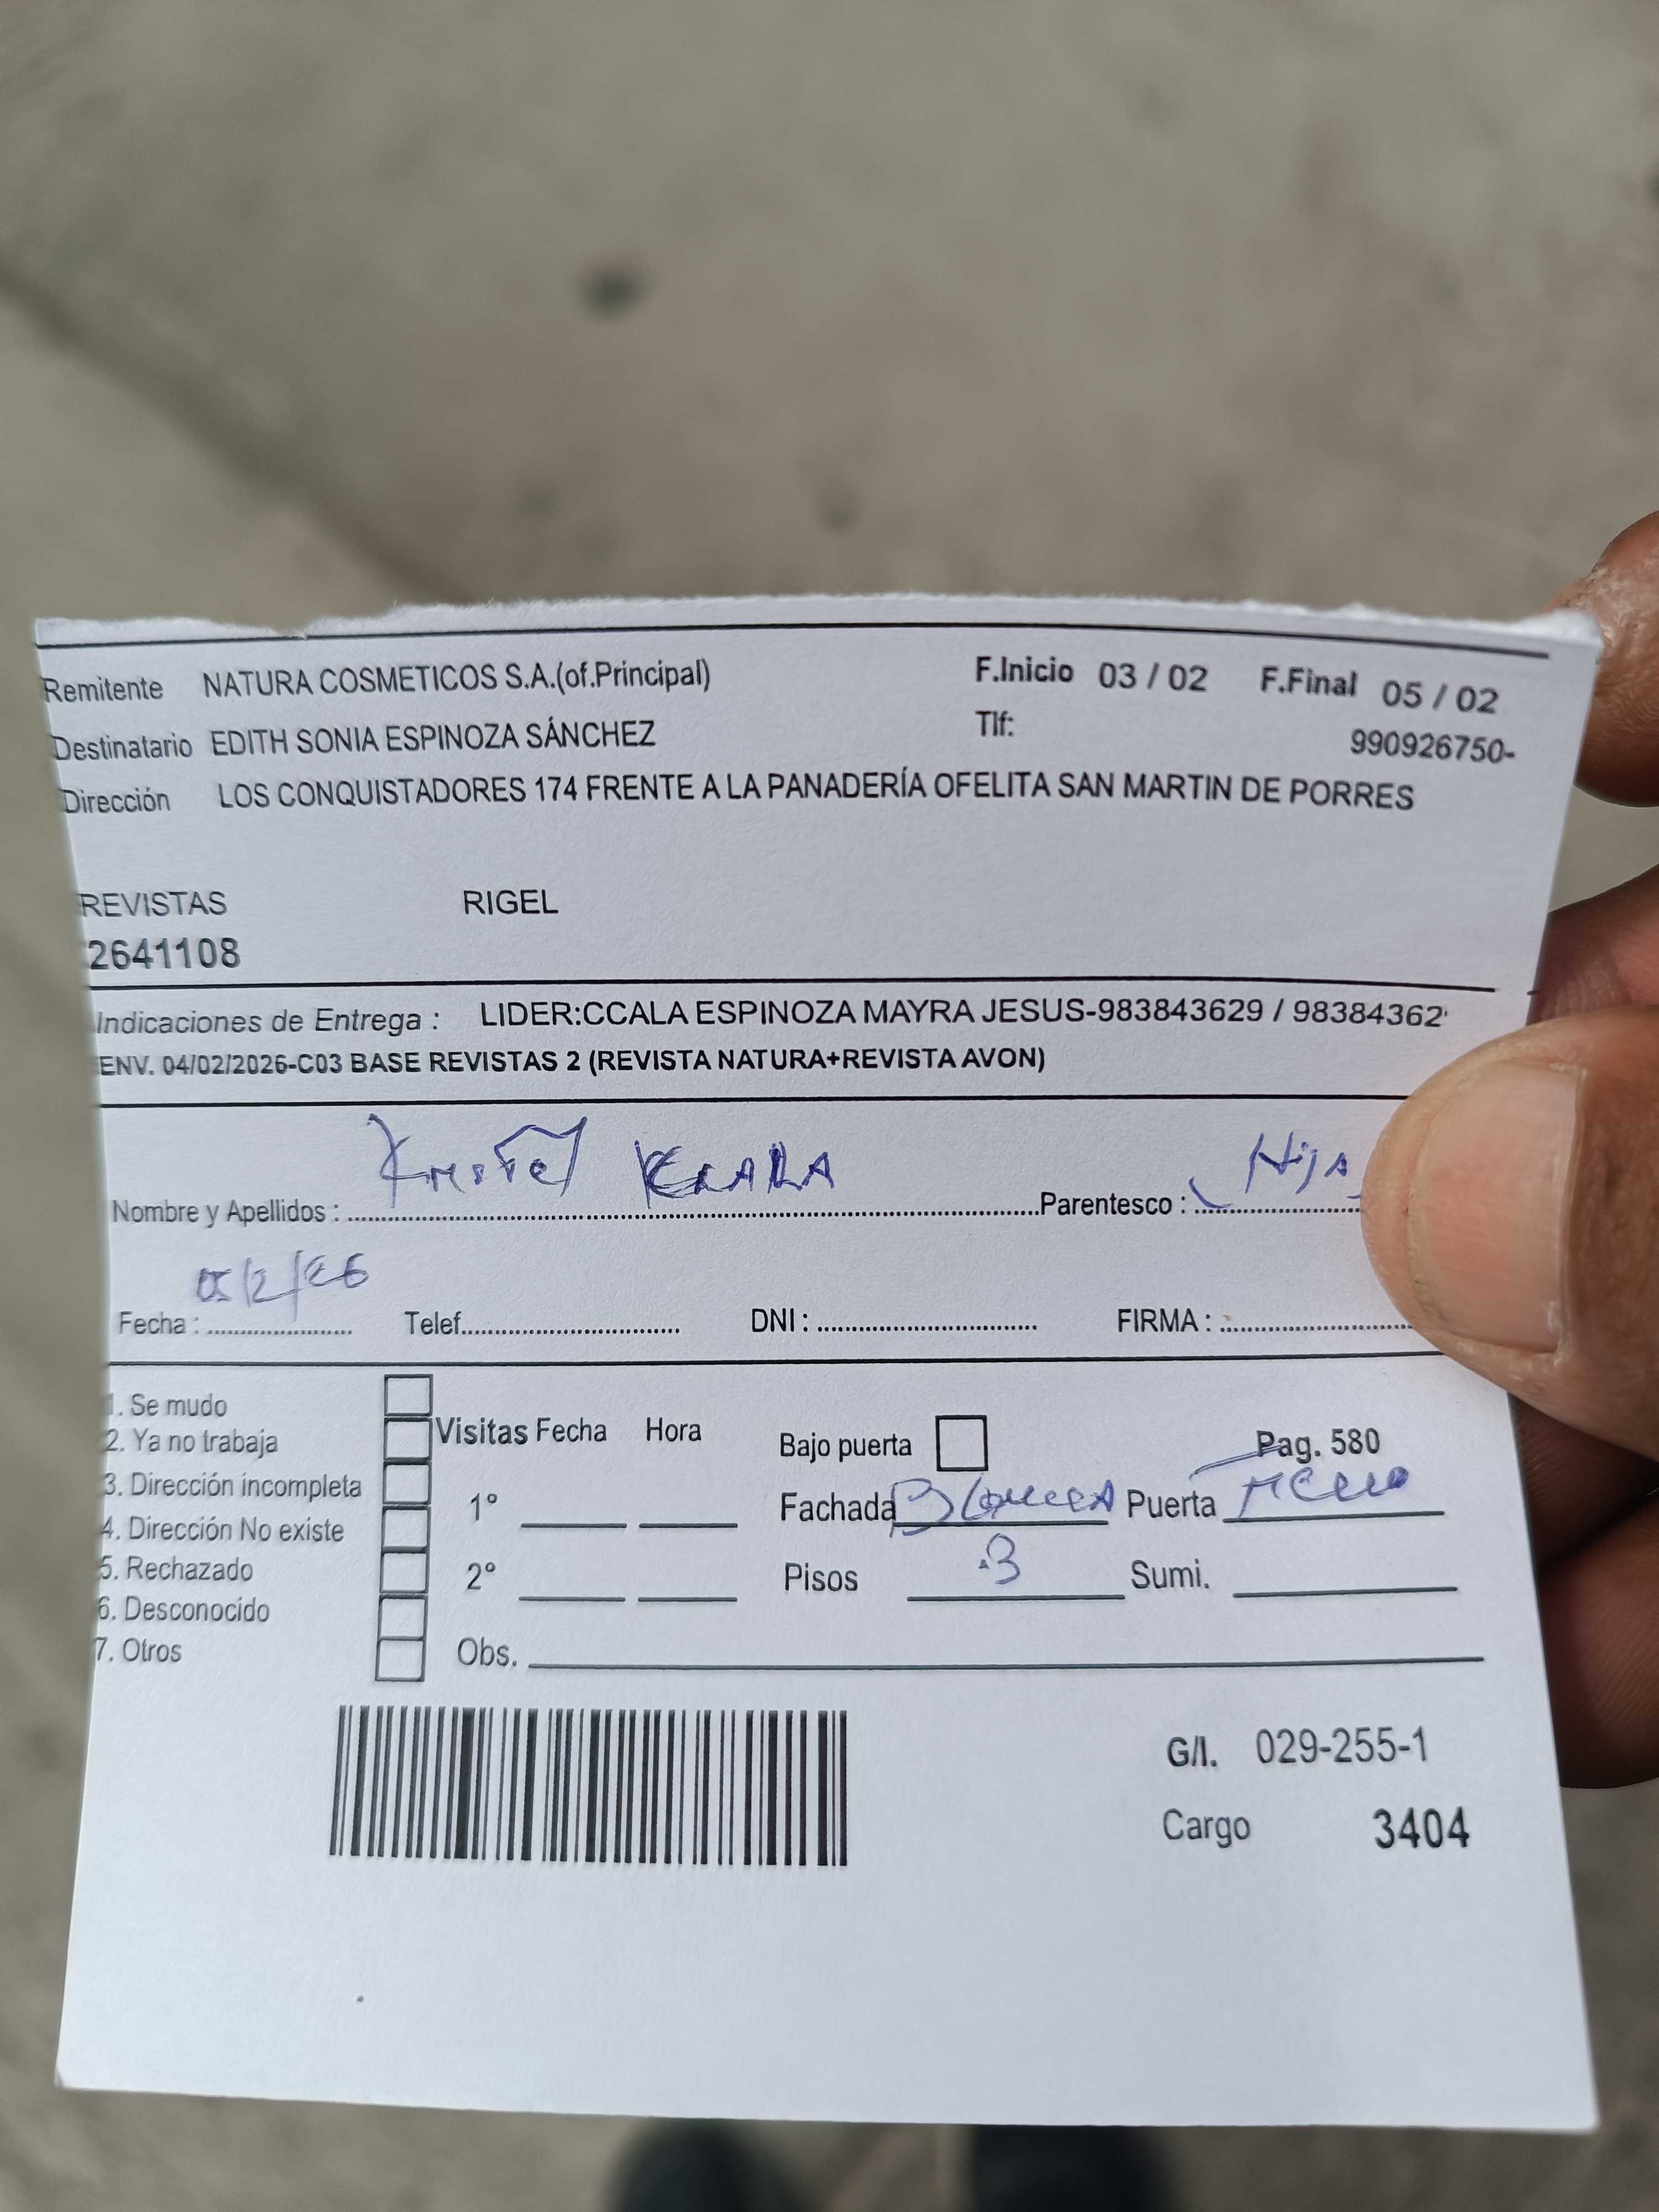 Remitente NATURA COSMETICOS S.A.(of.Principal) F.Inicio 03 / 02 F.Final 05 / 02
Destinatario EDITH SONIA ESPINOZA SÁNCHEZ Tlf: 990926750-
Dirección LOS CONQUISTADORES 174 FRENTE A LA PANADERÍA OFELITA SAN MARTIN DE PORRES
REVISTAS RIGEL
2641108
Indicaciones de Entrega : LIDER:CCALA ESPINOZA MAYRA JESUS-983843629 / 98384362
ENV. 04/02/2026-C03 BASE REVISTAS 2 (REVISTA NATURA+REVISTA AVON)
Nombre y Apellidos : Parentesco : Hija
Fecha : 05/2/26 Telef. DNI : FIRMA :
1. Se mudo
2. Ya no trabaja
3. Dirección incompleta
4. Dirección No existe
5. Rechazado
6. Desconocido
7. Otros
Visitas Fecha Hora Bajo puerta Pag. 580
1° Fachada Blanca Puerta
2° Pisos 3 Sumi.
Obs.
G/I. 029-255-1
Cargo 3404